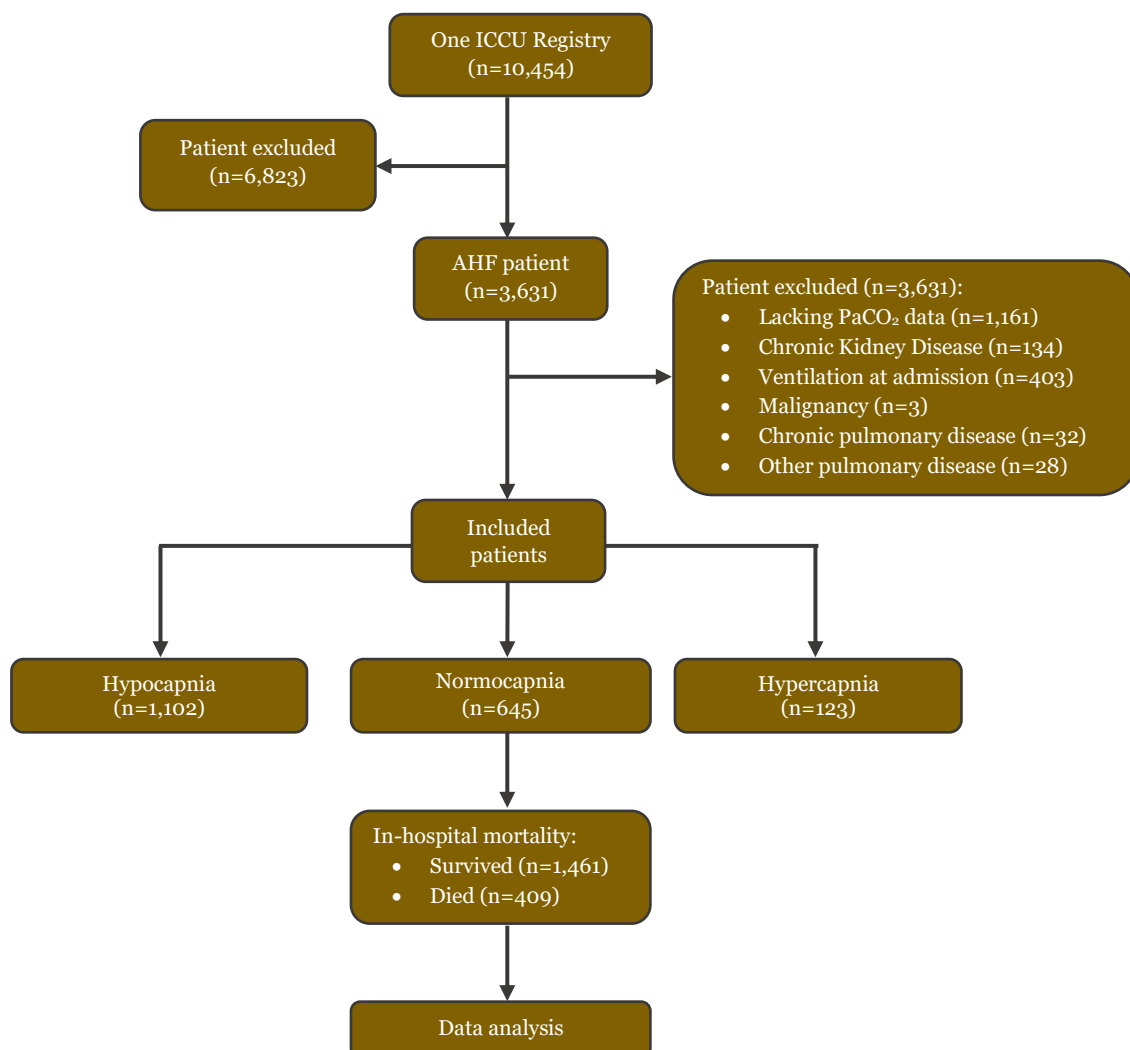 One ICCU Registry
(n=10,454)
Patient excluded
(n=6,823)
AHF patient
(n=3,631)
Patient excluded (n=3,631):
• Lacking PaCO₂ data (n=1,161)
• Chronic Kidney Disease (n=134)
• Ventilation at admission (n=403)
• Malignancy (n=3)
• Chronic pulmonary disease (n=32)
• Other pulmonary disease (n=28)
Included
patients
Hypocapnia
(n=1,102)
Normocapnia
(n=645)
Hypercapnia
(n=123)
In-hospital mortality:
• Survived (n=1,461)
• Died (n=409)
Data analysis